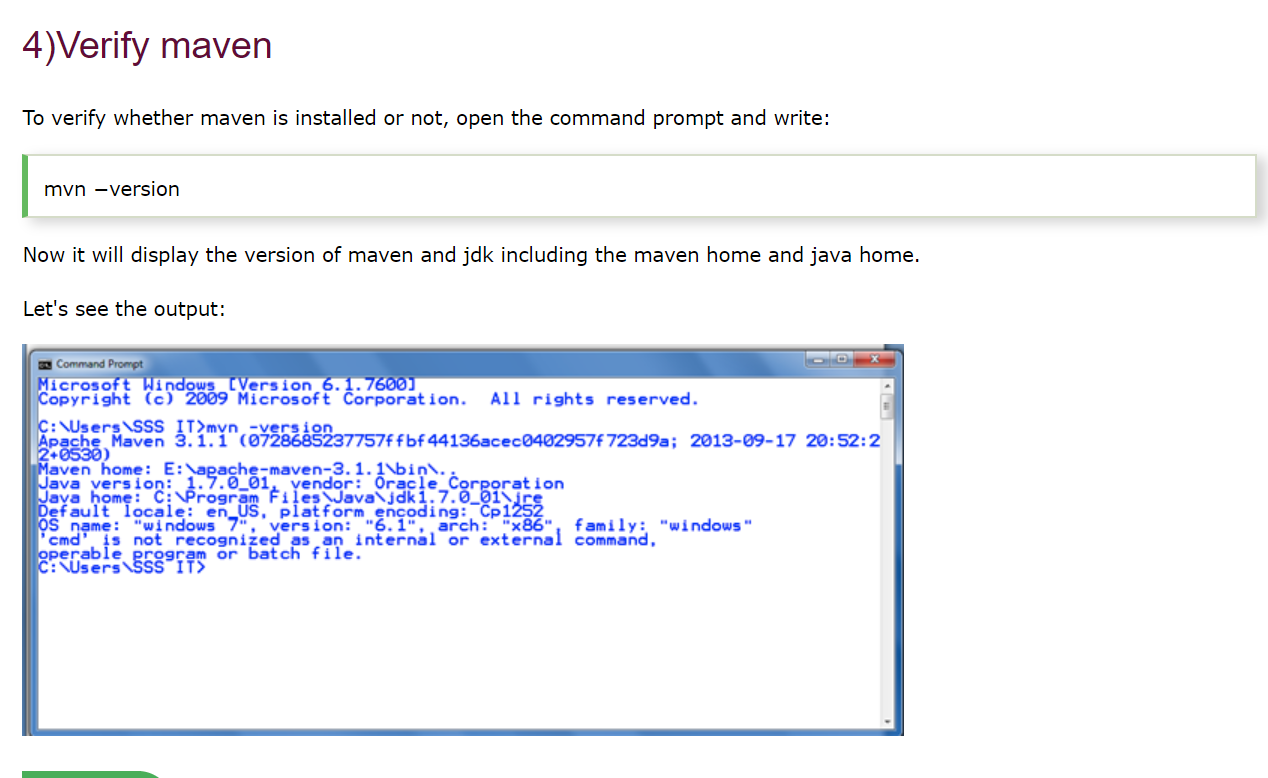 4)Verify maven
To verify whether maven is installed or not, open the command prompt and write:
mvn −version
Now it will display the version of maven and jdk including the maven home and java home.
Let's see the output:
Command Prompt
Microsoft Windows [Version 6.1.7600]
Copyright (c) 2009 Microsoft Corporation.  All rights reserved.
C:\Users\SSS IT>mvn -version
Apache Maven 3.1.1 (0728685237757ffbf44136acec0402957f723d9a; 2013-09-17 20:52:2
2+0530)
Maven home: E:\apache-maven-3.1.1\bin\..
Java version: 1.7.0_01, vendor: Oracle Corporation
Java home: C:\Program Files\Java\jdk1.7.0_01\jre
Default locale: en_US, platform encoding: Cp1252
OS name: "windows 7", version: "6.1", arch: "x86", family: "windows"
'cmd' is not recognized as an internal or external command,
operable program or batch file.
C:\Users\SSS IT>